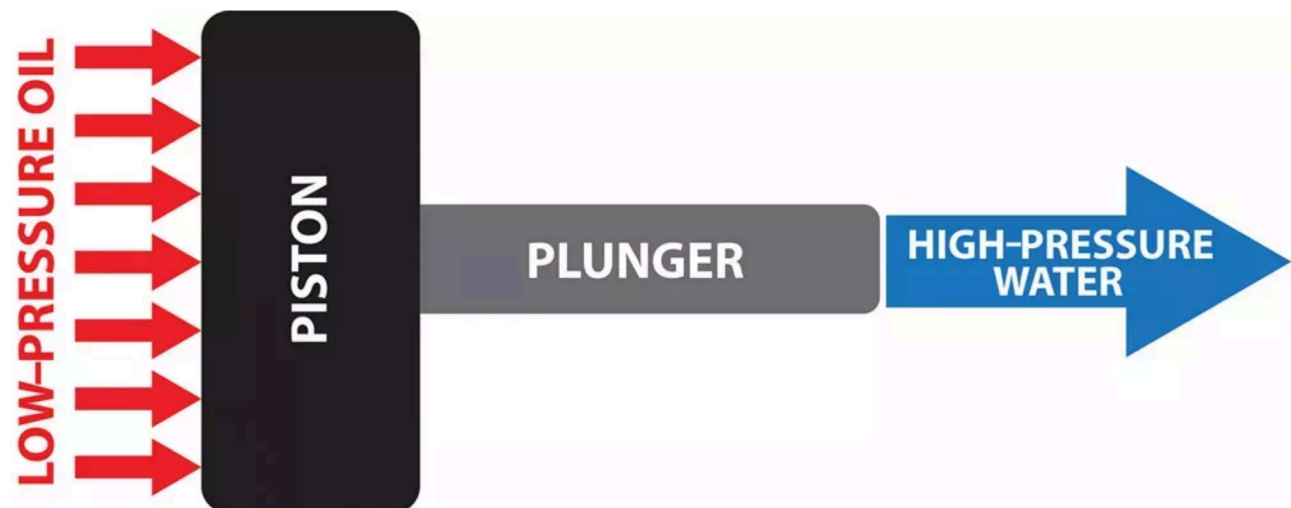 LOW-PRESSURE OIL
PISTON
PLUNGER
HIGH-PRESSURE
WATER